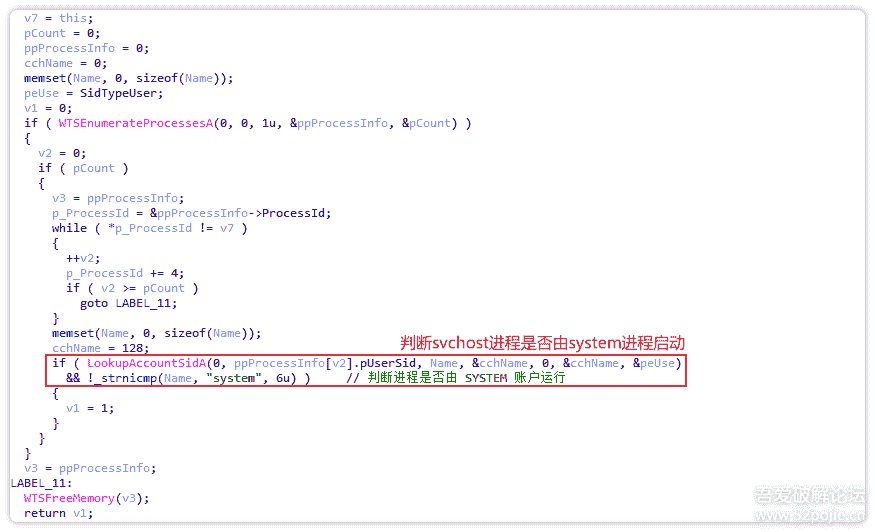 v7 = this;
pCount = 0;
ppProcessInfo = 0;
cchName = 0;
memset(Name, 0, sizeof(Name));
peUse = SidTypeUser;
v1 = 0;
if ( WTSEnumerateProcessesA(0, 0, 1u, &ppProcessInfo, &pCount) )
{
v2 = 0;
if ( pCount )
{
v3 = ppProcessInfo;
p_ProcessId = &ppProcessInfo->ProcessId;
while ( *p_ProcessId != v7 )
{
++v2;
p_ProcessId += 4;
if ( v2 >= pCount )
goto LABEL_11;
}
memset(Name, 0, sizeof(Name));
判断svchost进程是否由system进程启动
cchName = 128;
if ( LookupAccountSidA(0, ppProcessInfo[v2].pUserSid, Name, &cchName, 0, &cchName, &peUse)
&& !_strnicmp(Name, "system", 6u) ) // 判断进程是否由 SYSTEM 账户运行
{
v1 = 1;
}
}
}
v3 = ppProcessInfo;
LABEL_11:
WTSFreeMemory(v3);
return v1;
吾爱破解论坛
www.52pojie.cn